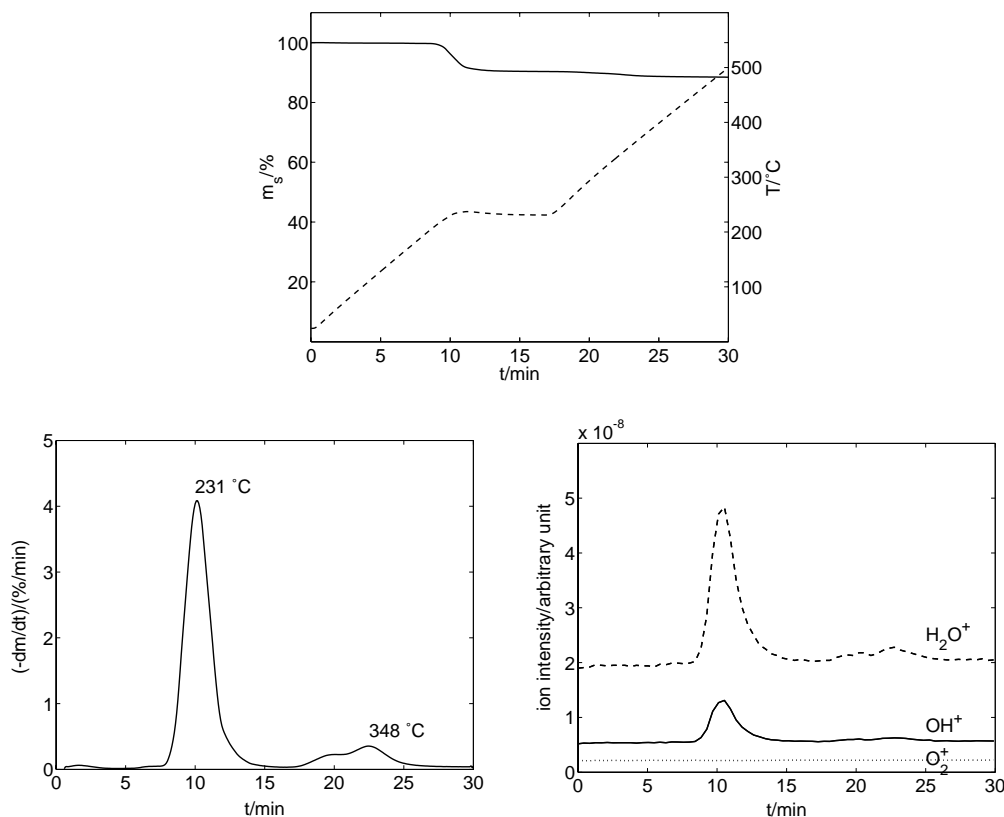 100
80
60
40
20
m_s/%
500
400
300
200
100
T/˚C
0 5 10 15 20 25 30
t/min
5
4
3
2
1
0
(-dm/dt)/(%/min)
231 ˚C
348 ˚C
0 5 10 15 20 25 30
t/min
x 10^-8
5
4
3
2
1
0
ion intensity/arbitrary unit
H_2O^+
OH^+
O_2^+
0 5 10 15 20 25 30
t/min